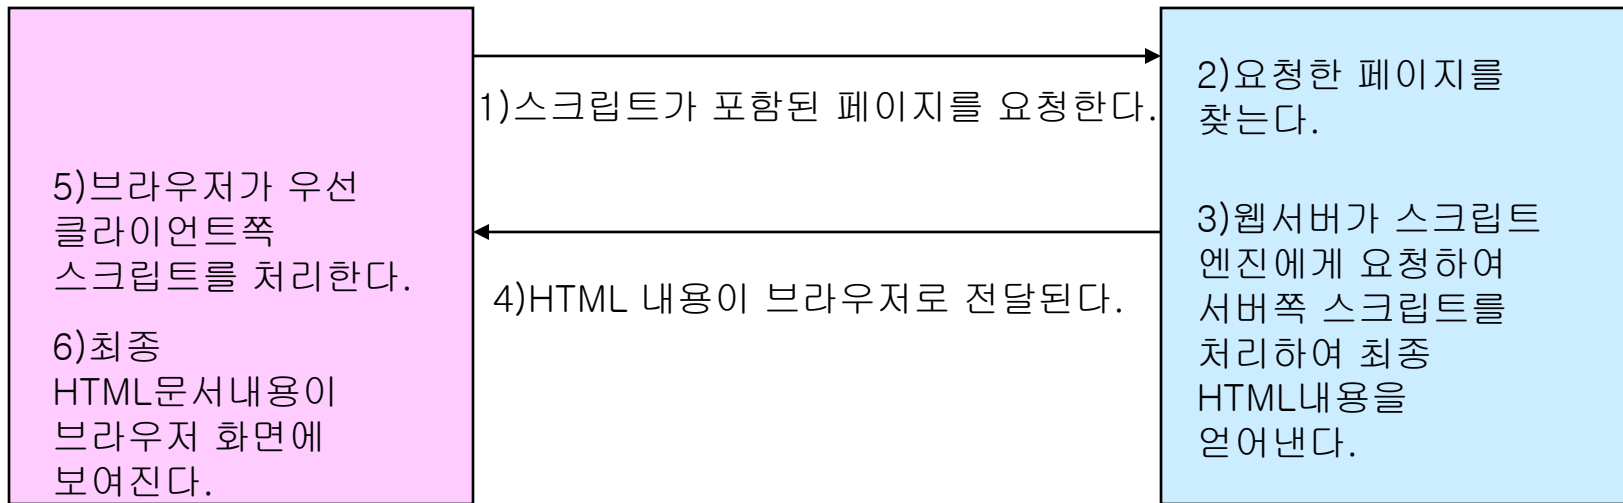 1)스크립트가 포함된 페이지를 요청한다.
2)요청한 페이지를
찾는다.
3)웹서버가 스크립트
엔진에게 요청하여
서버쪽 스크립트를
처리하여 최종
HTML내용을
얻어낸다.
4)HTML 내용이 브라우저로 전달된다.
5)브라우저가 우선
클라이언트쪽
스크립트를 처리한다.
6)최종
HTML문서내용이
브라우저 화면에
보여진다.